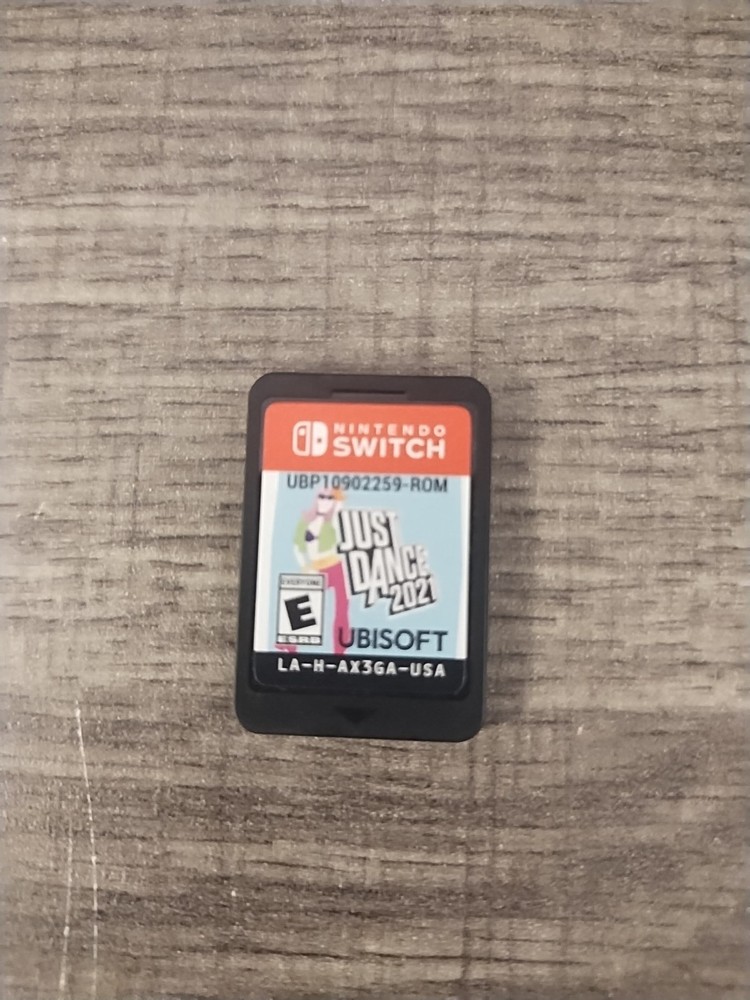 NINTENDO
SWITCH
UBP10902259-ROM
JUST
DANCE
2021
EVERYONE
E
ESRB
UBISOFT
LA-H-AX3GA-USA